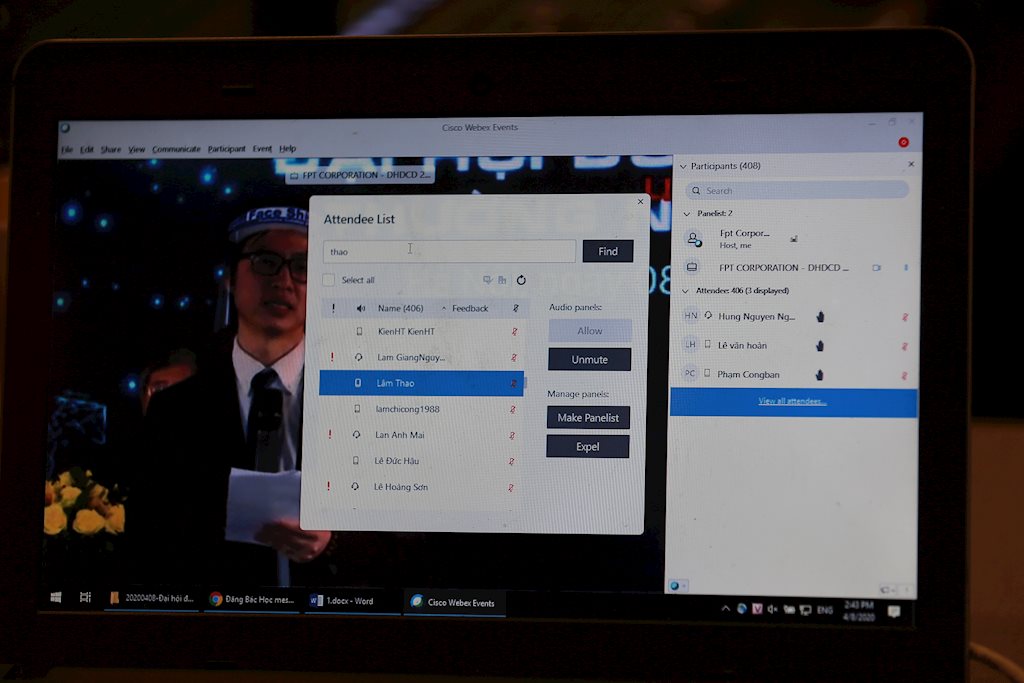 Cisco Webex Events
File Edit Share View Communicate Participant Event Help
FPT CORPORATION - DHDCD 2...
Face Sh
Attendee List
thao
Find
Select all
Name (406)
Feedback
KienHT KienHT
Lam GiangNguy...
Lâm Thao
lamchicong1988
Lan Anh Mai
Lê Đức Hậu
Lê Hoàng Sơn
Audio panels:
Allow
Unmute
Manage panels:
Make Panelist
Expel
Participants (408)
Search
Panelist: 2
Fpt Corpor...
Host, me
FPT CORPORATION - DHDCD ...
Attendee: 406 (3 displayed)
HN Hung Nguyen Ng...
LH Lê văn hoàn
PC Phạm Congban
View all attendees...
20200408-Đại hội đ...
Đặng Bác Học mes...
1.docx - Word
Cisco Webex Events
ENG
2:43 PM
4/8/2020